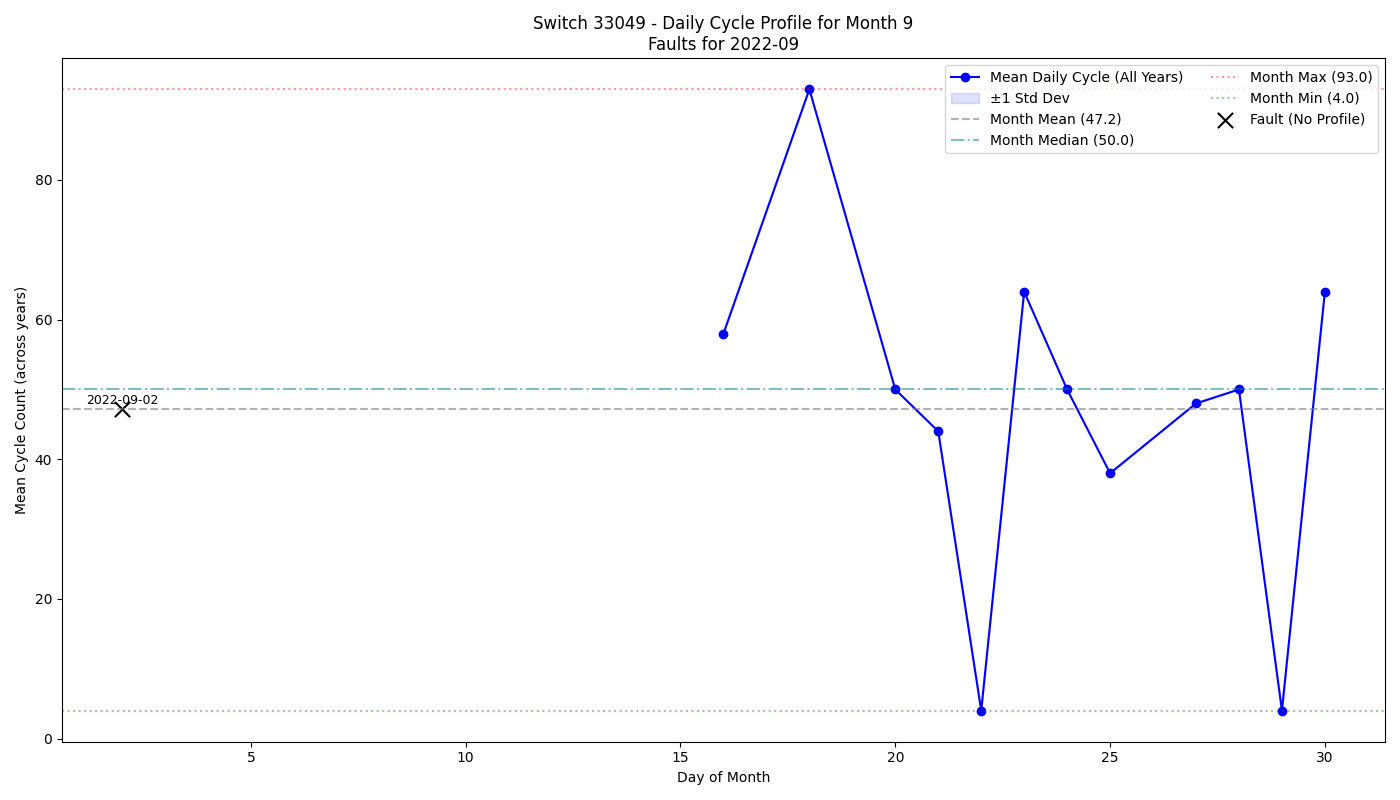 Switch 33049 - Daily Cycle Profile for Month 9
Faults for 2022-09
Mean Daily Cycle (All Years)
±1 Std Dev
Month Mean (47.2)
Month Median (50.0)
Month Max (93.0)
Month Min (4.0)
Fault (No Profile)
Mean Cycle Count (across years)
80
60
40
20
0
2022-09-02
5
10
15
20
25
30
Day of Month